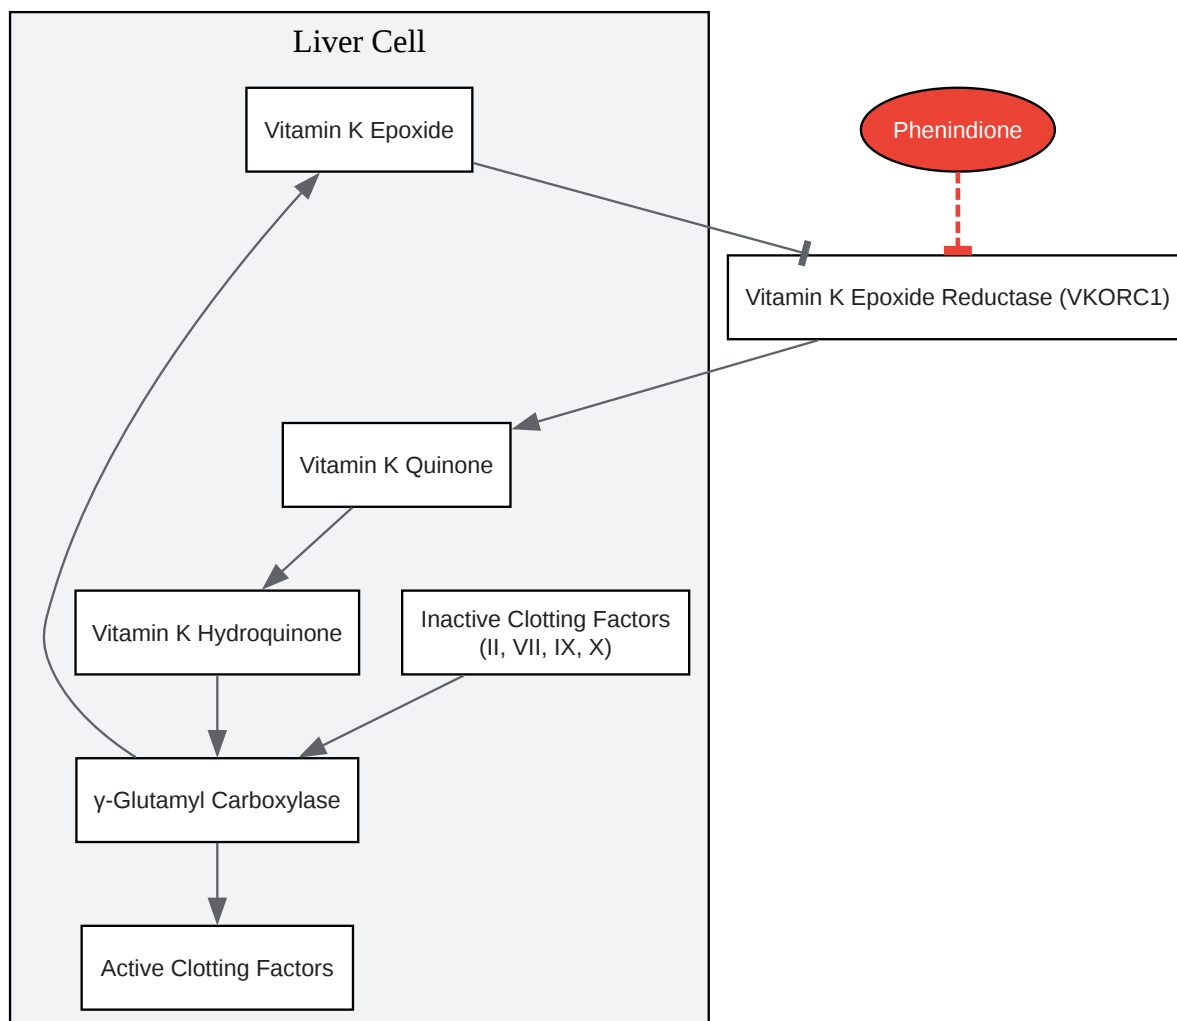 Liver Cell
Vitamin K Epoxide
Phenindione
Vitamin K Epoxide Reductase (VKORC1)
Vitamin K Quinone
Vitamin K Hydroquinone
Inactive Clotting Factors
(II, VII, IX, X)
γ-Glutamyl Carboxylase
Active Clotting Factors